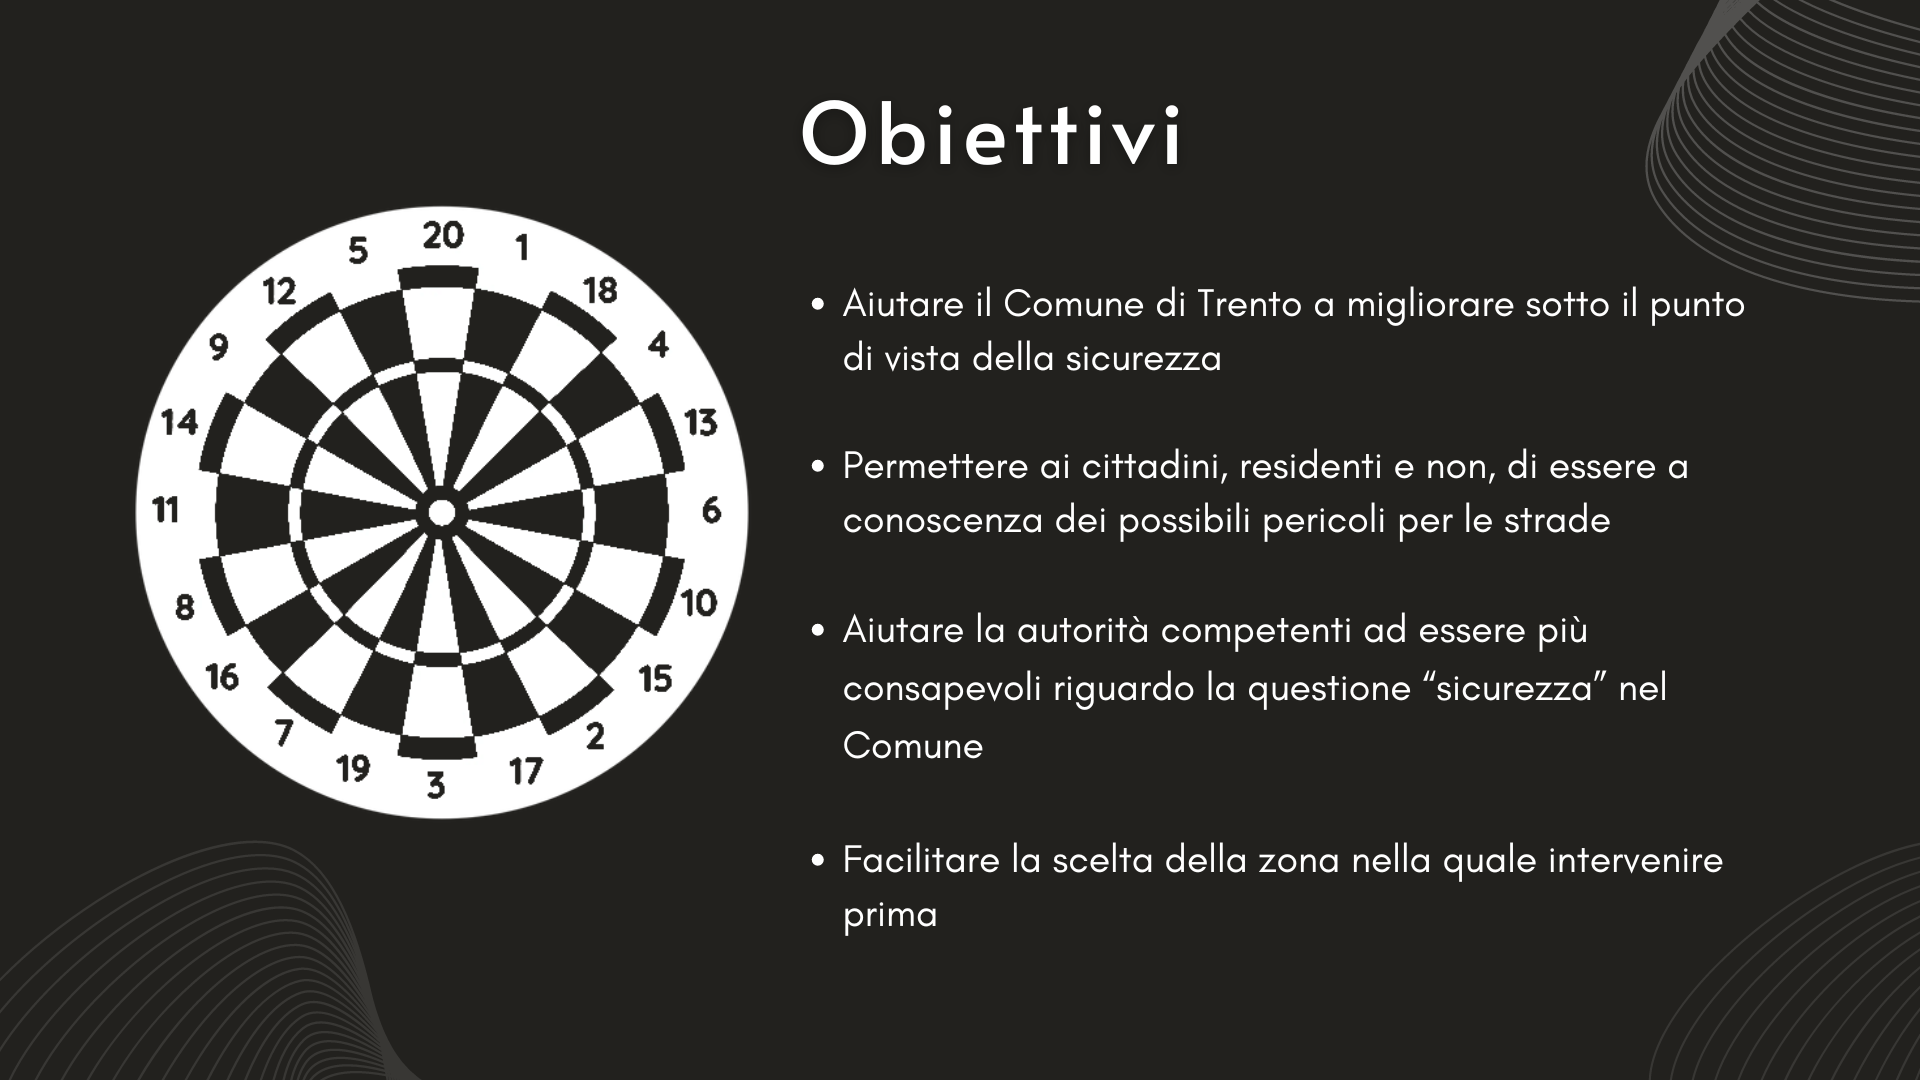 Obiettivi
20
1
18
4
13
6
10
15
2
17
3
19
7
16
8
11
14
9
12
5
• Aiutare il Comune di Trento a migliorare sotto il punto
di vista della sicurezza
• Permettere ai cittadini, residenti e non, di essere a
conoscenza dei possibili pericoli per le strade
• Aiutare la autorità competenti ad essere più
consapevoli riguardo la questione “sicurezza” nel
Comune
• Facilitare la scelta della zona nella quale intervenire
prima